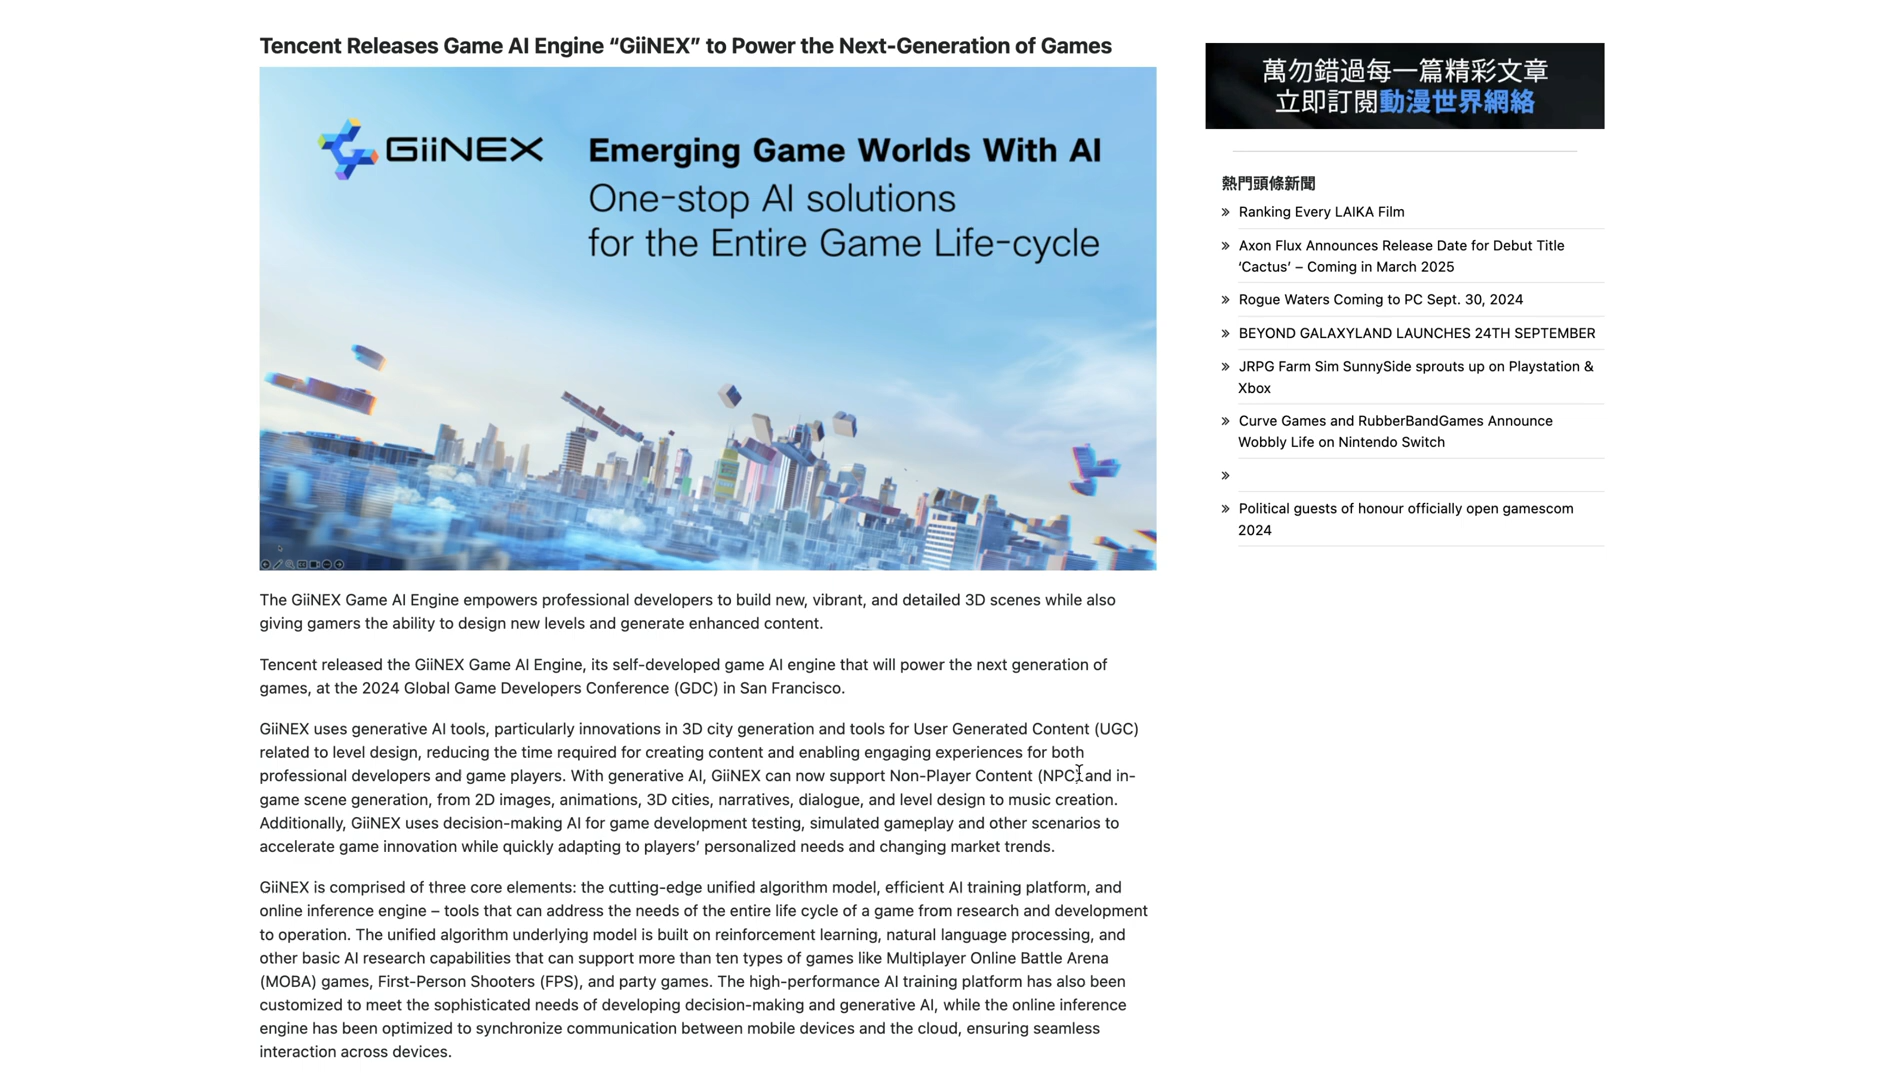 Tencent Releases Game AI Engine “GiiNEX” to Power the Next-Generation of Games
GiiNEX
Emerging Game Worlds With AI
One-stop AI solutions
for the Entire Game Life-cycle
The GiiNEX Game AI Engine empowers professional developers to build new, vibrant, and detailed 3D scenes while also
giving gamers the ability to design new levels and generate enhanced content.
Tencent released the GiiNEX Game AI Engine, its self-developed game AI engine that will power the next generation of
games, at the 2024 Global Game Developers Conference (GDC) in San Francisco.
GiiNEX uses generative AI tools, particularly innovations in 3D city generation and tools for User Generated Content (UGC)
related to level design, reducing the time required for creating content and enabling engaging experiences for both
professional developers and game players. With generative AI, GiiNEX can now support Non-Player Content (NPC) and in-
game scene generation, from 2D images, animations, 3D cities, narratives, dialogue, and level design to music creation.
Additionally, GiiNEX uses decision-making AI for game development testing, simulated gameplay and other scenarios to
accelerate game innovation while quickly adapting to players’ personalized needs and changing market trends.
GiiNEX is comprised of three core elements: the cutting-edge unified algorithm model, efficient AI training platform, and
online inference engine – tools that can address the needs of the entire life cycle of a game from research and development
to operation. The unified algorithm underlying model is built on reinforcement learning, natural language processing, and
other basic AI research capabilities that can support more than ten types of games like Multiplayer Online Battle Arena
(MOBA) games, First-Person Shooters (FPS), and party games. The high-performance AI training platform has also been
customized to meet the sophisticated needs of developing decision-making and generative AI, while the online inference
engine has been optimized to synchronize communication between mobile devices and the cloud, ensuring seamless
interaction across devices.
萬勿錯過每一篇精彩文章
立即訂閱動漫世界網絡
熱門頭條新聞
» Ranking Every LAIKA Film
» Axon Flux Announces Release Date for Debut Title
‘Cactus’ – Coming in March 2025
» Rogue Waters Coming to PC Sept. 30, 2024
» BEYOND GALAXYLAND LAUNCHES 24TH SEPTEMBER
» JRPG Farm Sim SunnySide sprouts up on Playstation &
Xbox
» Curve Games and RubberBandGames Announce
Wobbly Life on Nintendo Switch
»
» Political guests of honour officially open gamescom
2024